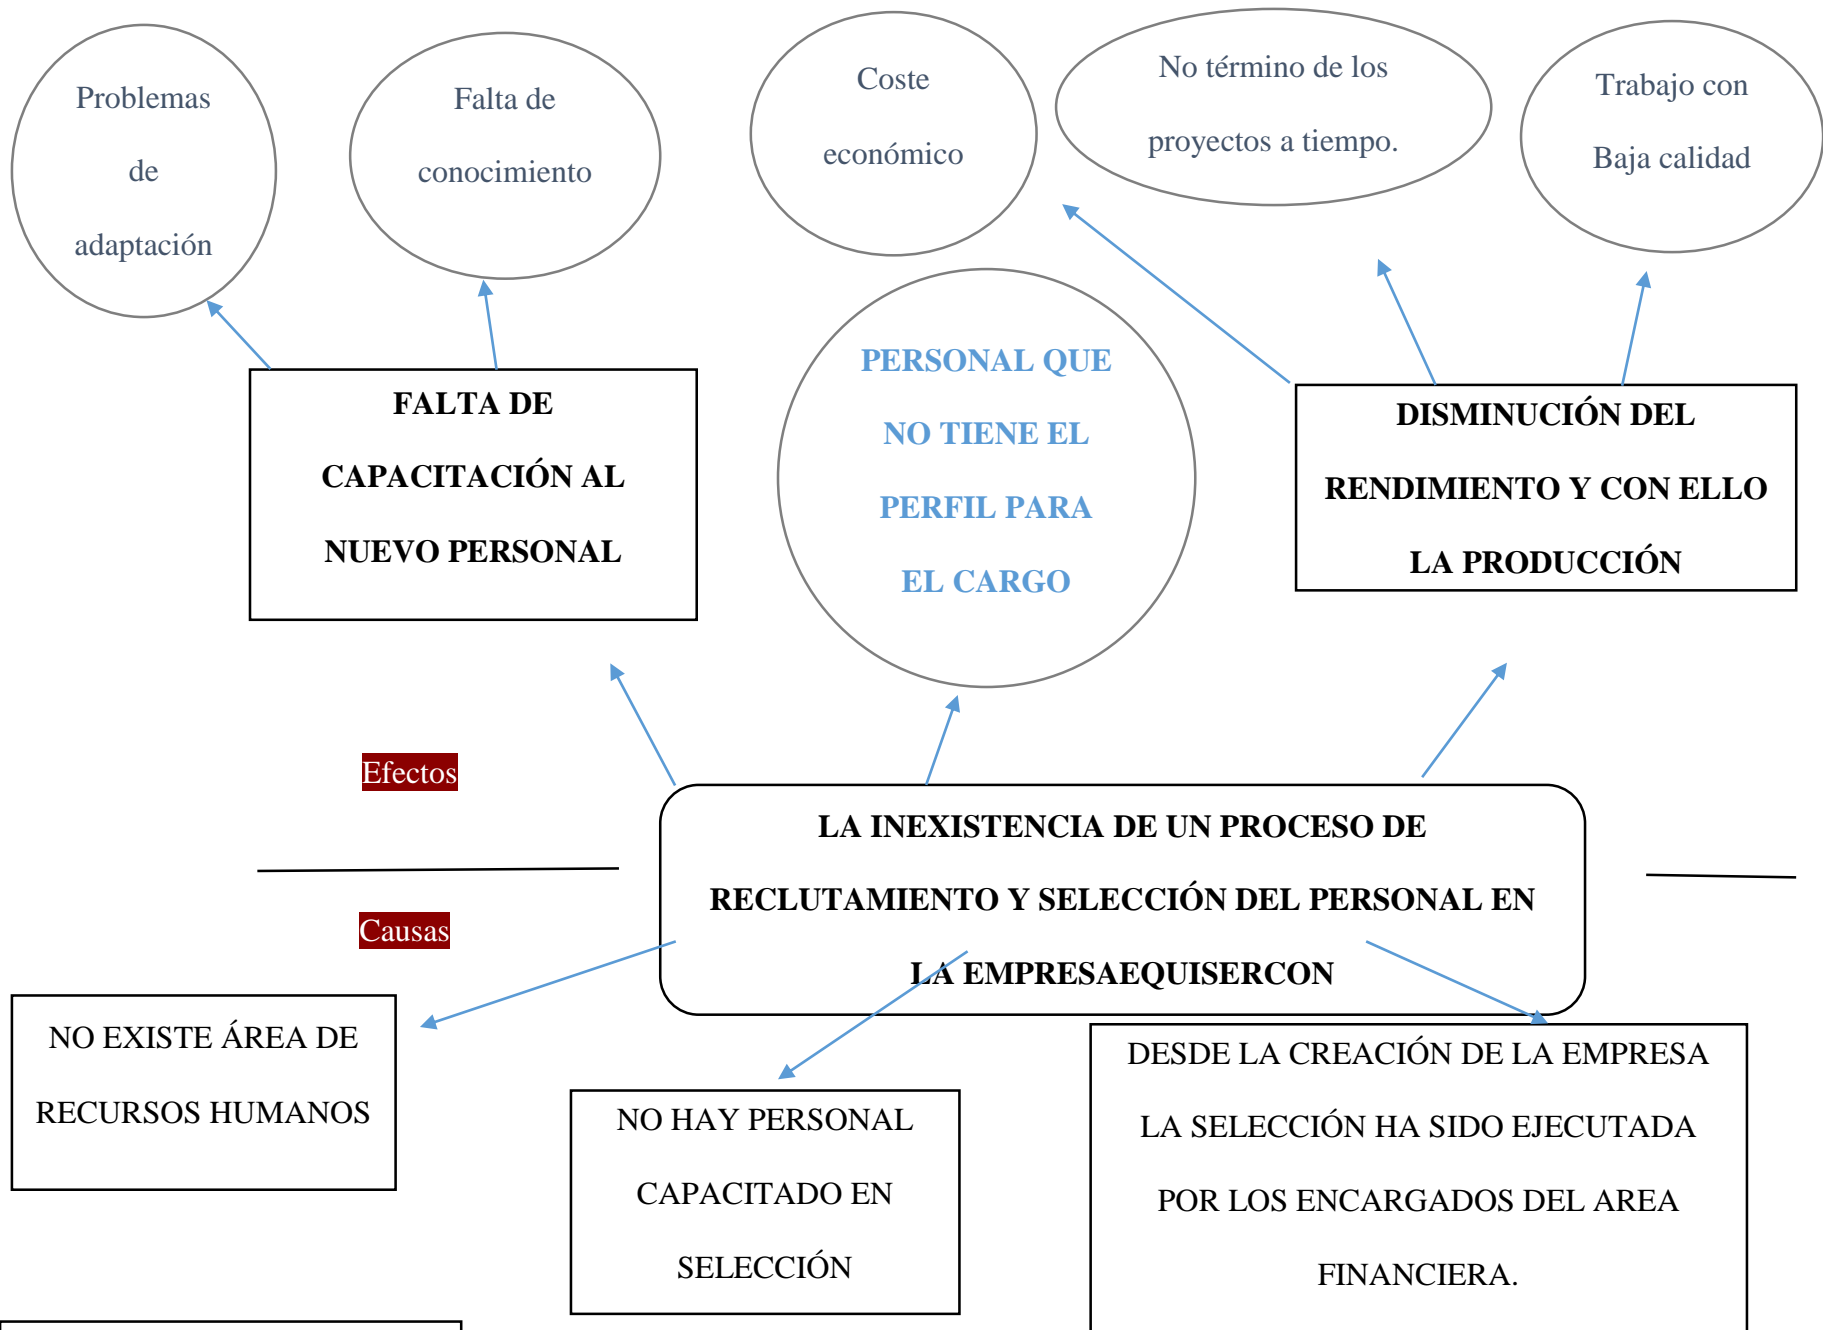 Problemas
de
adaptación
Falta de
conocimiento
Coste
económico
No término de los
proyectos a tiempo.
Trabajo con
Baja calidad
FALTA DE
CAPACITACIÓN AL
NUEVO PERSONAL
PERSONAL QUE
NO TIENE EL
PERFIL PARA
EL CARGO
DISMINUCIÓN DEL
RENDIMIENTO Y CON ELLO
LA PRODUCCIÓN
Efectos
LA INEXISTENCIA DE UN PROCESO DE
RECLUTAMIENTO Y SELECCIÓN DEL PERSONAL EN
LA EMPRESAEQUISERCON
Causas
NO EXISTE ÁREA DE
RECURSOS HUMANOS
NO HAY PERSONAL
CAPACITADO EN
SELECCIÓN
DESDE LA CREACIÓN DE LA EMPRESA
LA SELECCIÓN HA SIDO EJECUTADA
POR LOS ENCARGADOS DEL AREA
FINANCIERA.